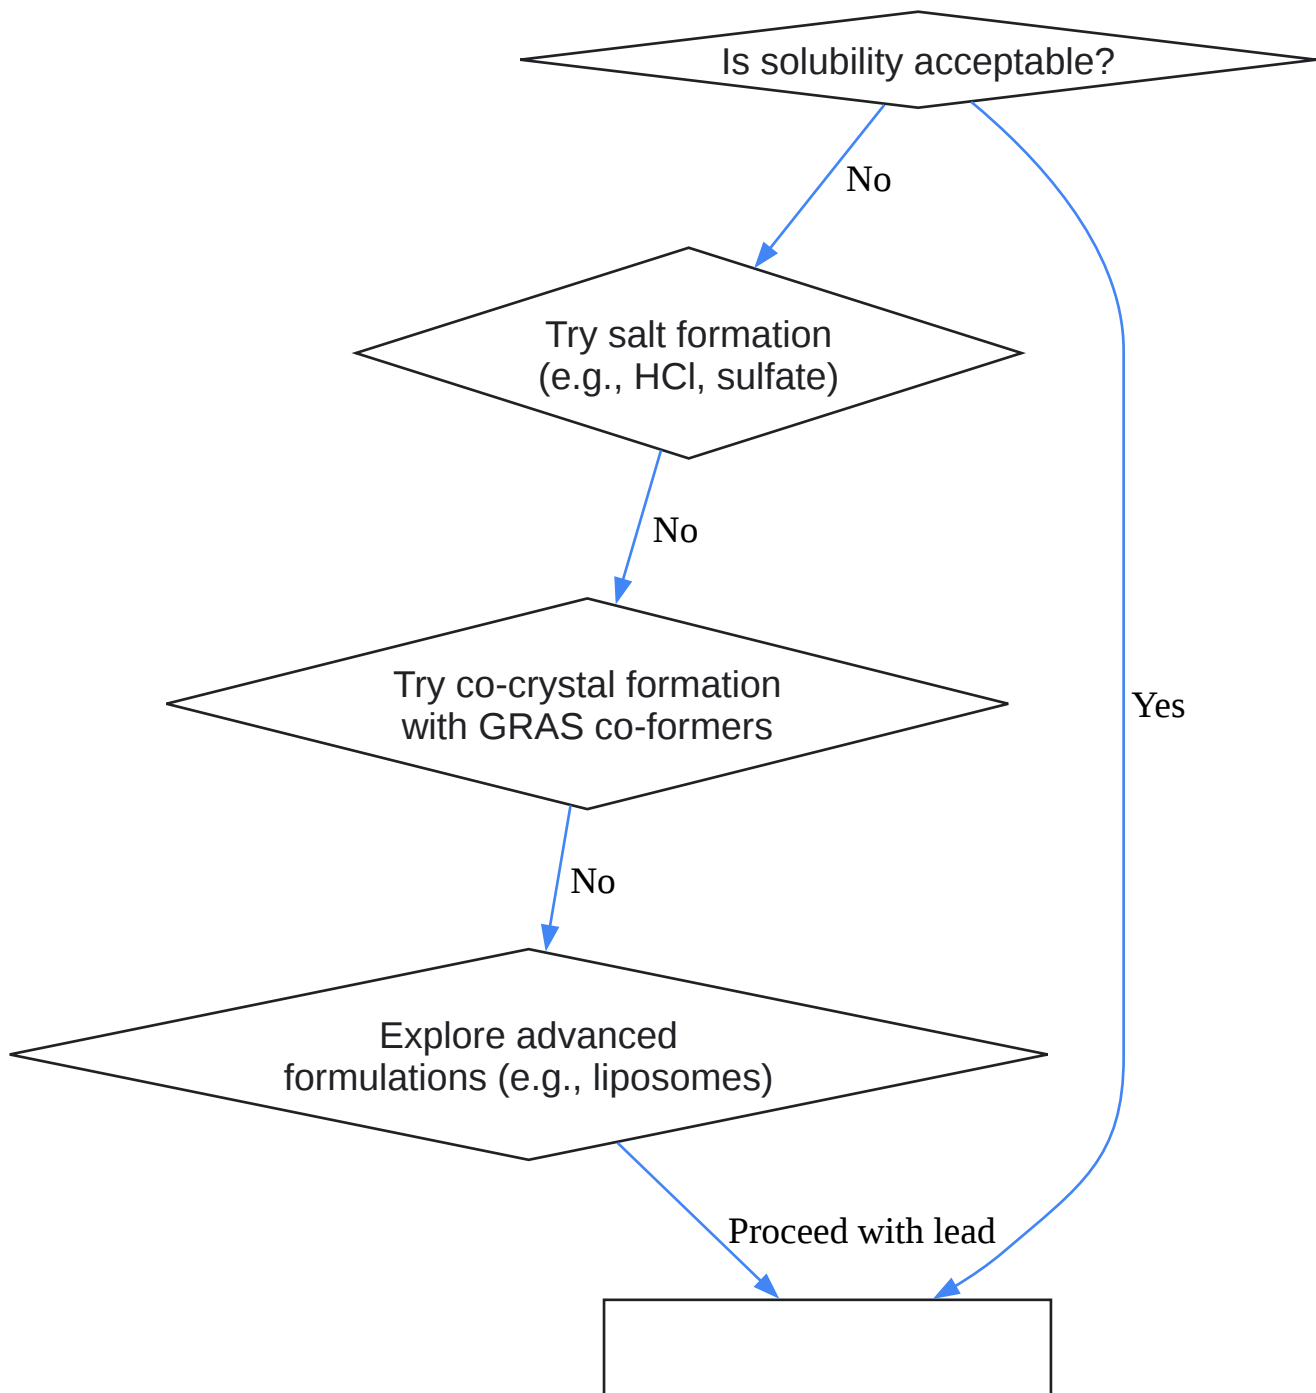 Is solubility acceptable?
No
Try salt formation
(e.g., HCl, sulfate)
No
Try co-crystal formation
with GRAS co-formers
Yes
No
Explore advanced
formulations (e.g., liposomes)
Proceed with lead